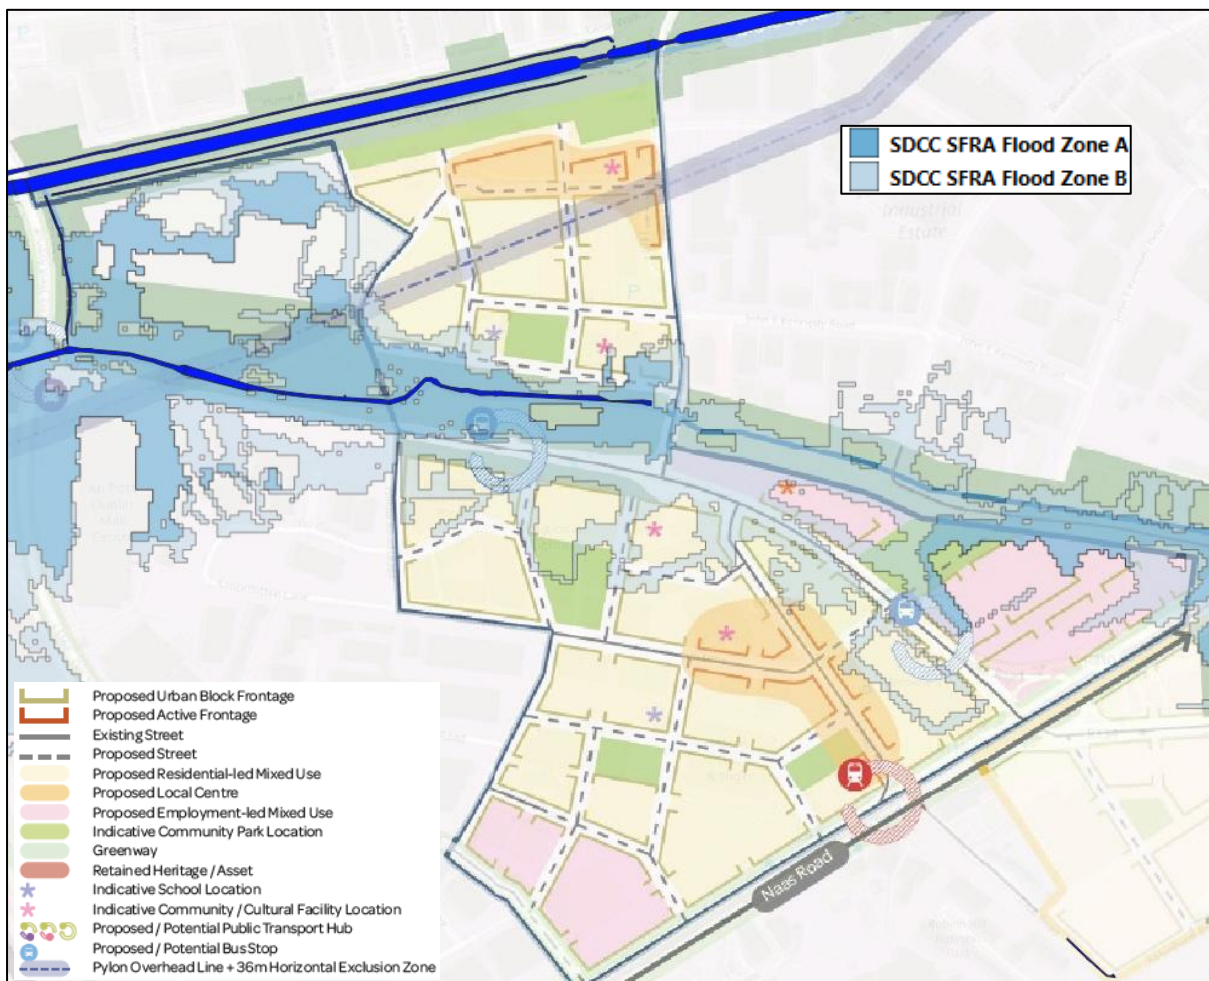 SDCC SFRA Flood Zone A
SDCC SFRA Flood Zone B
Industrial
Estate
P
John F Kennedy Road
Naas Road
Proposed Urban Block Frontage
Proposed Active Frontage
Existing Street
Proposed Street
Proposed Residential-led Mixed Use
Proposed Local Centre
Proposed Employment-led Mixed Use
Indicative Community Park Location
Greenway
Retained Heritage / Asset
Indicative School Location
Indicative Community / Cultural Facility Location
Proposed / Potential Public Transport Hub
Proposed / Potential Bus Stop
Pylon Overhead Line + 36m Horizontal Exclusion Zone